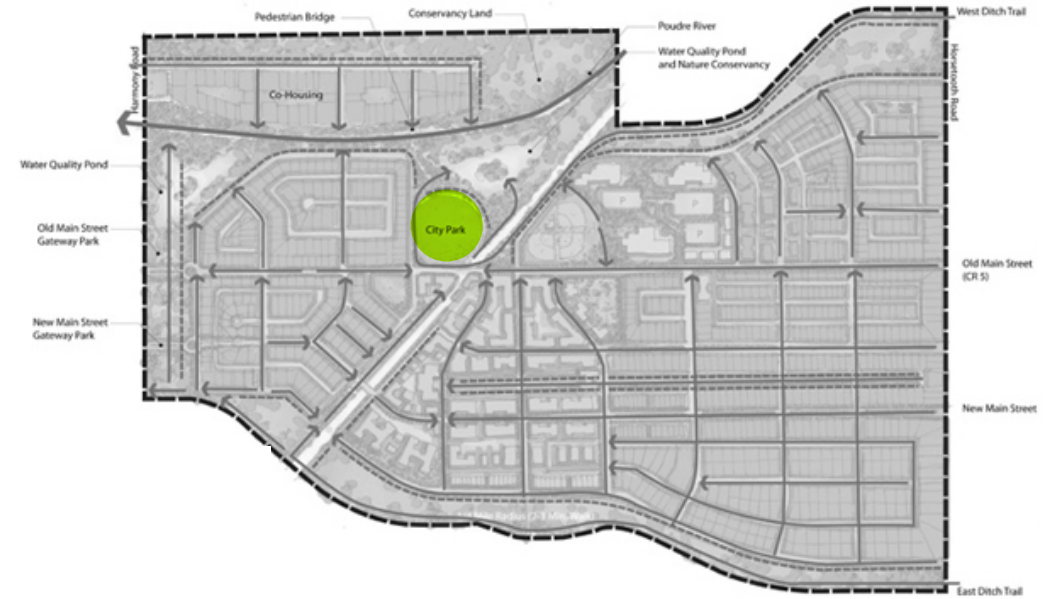 Pedestrian Bridge
Conservancy Land
West Ditch Trail
Poudre River
Water Quality Pond
and Nature Conservancy
Harmony Road
Horsetooth Road
Co-Housing
Water Quality Pond
Old Main Street
Gateway Park
City Park
P
P
P
Old Main Street
(CR 5)
New Main Street
Gateway Park
New Main Street
East Ditch Trail